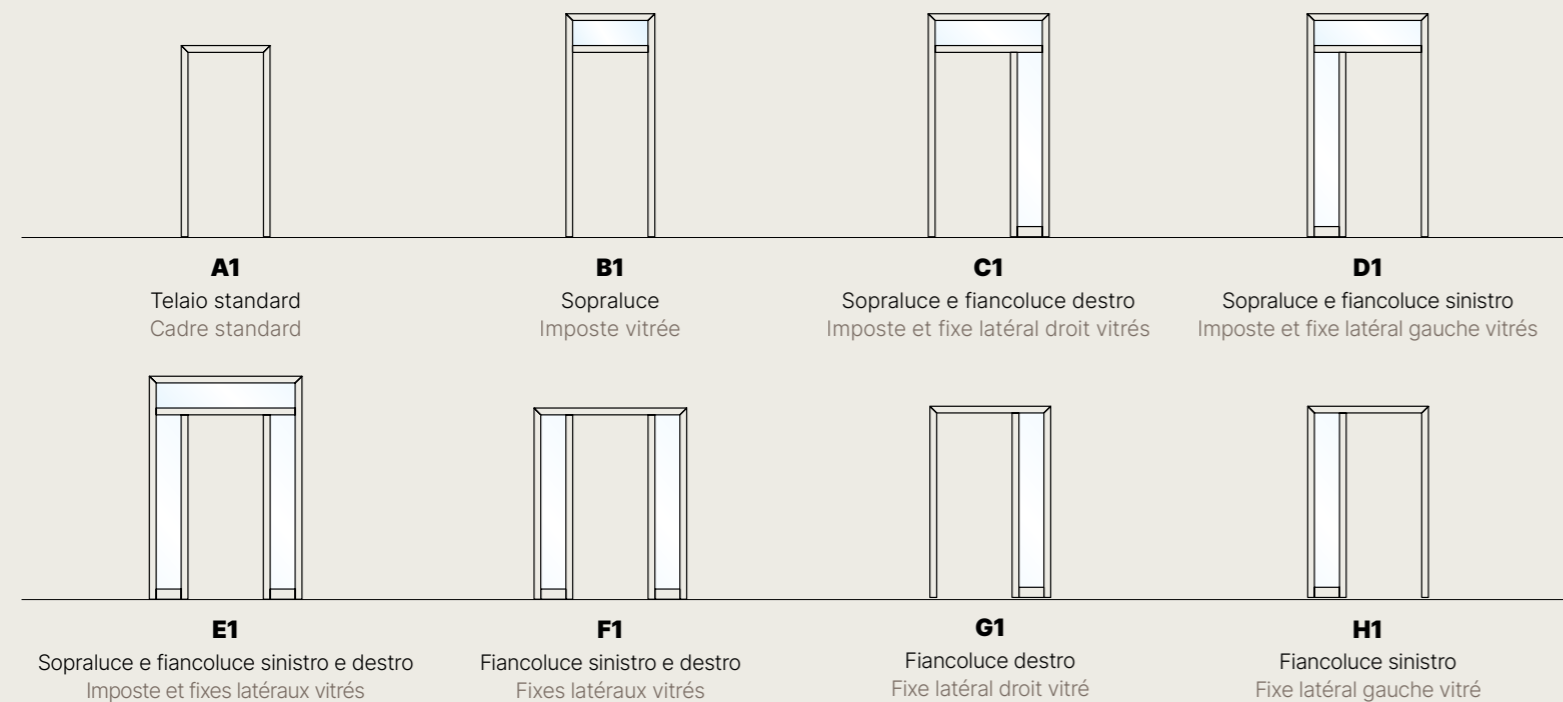 A1
Telaio standard
Cadre standard
B1
Sopraluce
Imposte vitrée
C1
Sopraluce e fiancoluce destro
Imposte et fixe latéral droit vitrés
D1
Sopraluce e fiancoluce sinistro
Imposte et fixe latéral gauche vitrés
E1
Sopraluce e fiancoluce sinistro e destro
Imposte et fixes latéraux vitrés
F1
Fiancoluce sinistro e destro
Fixes latéraux vitrés
G1
Fiancoluce destro
Fixe latéral droit vitré
H1
Fiancoluce sinistro
Fixe latéral gauche vitré